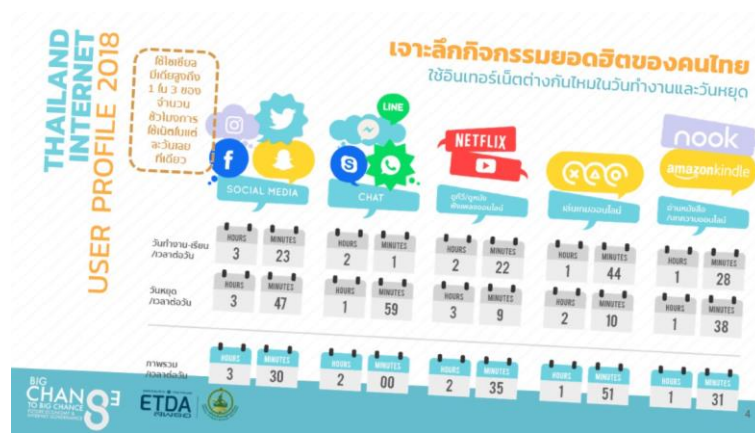 THAILAND
INTERNET
USER PROFILE 2018
ใช้โซเชียล
มีเดียสูงถึง
1 ใน 3 ของ
จำนวน
ชั่วโมงการ
ใช้เน็ตในแต่
ละวันเลย
ทีเดียว
เจาะลึกกิจกรรมยอดฮิตของคนไทย
ใช้อินเทอร์เน็ตต่างกันไหมในวันทำงานและวันหยุด
LINE
NETFLIX
nook
amazonkindle
SOCIAL MEDIA
CHAT
ดูทีวี/ดูหนัง
ฟังเพลงออนไลน์
เล่นเกมออนไลน์
อ่านหนังสือ
/บทความออนไลน์
วันทำงาน-เรียน
/เวลาต่อวัน
HOURS MINUTES HOURS MINUTES HOURS MINUTES HOURS MINUTES HOURS MINUTES
3 23 2 1 2 22 1 44 1 28
วันหยุด
/เวลาต่อวัน
HOURS MINUTES HOURS MINUTES HOURS MINUTES HOURS MINUTES HOURS MINUTES
3 47 1 59 3 9 2 10 1 38
ภาพรวม
/เวลาต่อวัน
HOURS MINUTES HOURS MINUTES HOURS MINUTES HOURS MINUTES HOURS MINUTES
3 30 2 00 2 35 1 51 1 31
BIG
CHAN
TO BIG CHANCE
ETDA
4